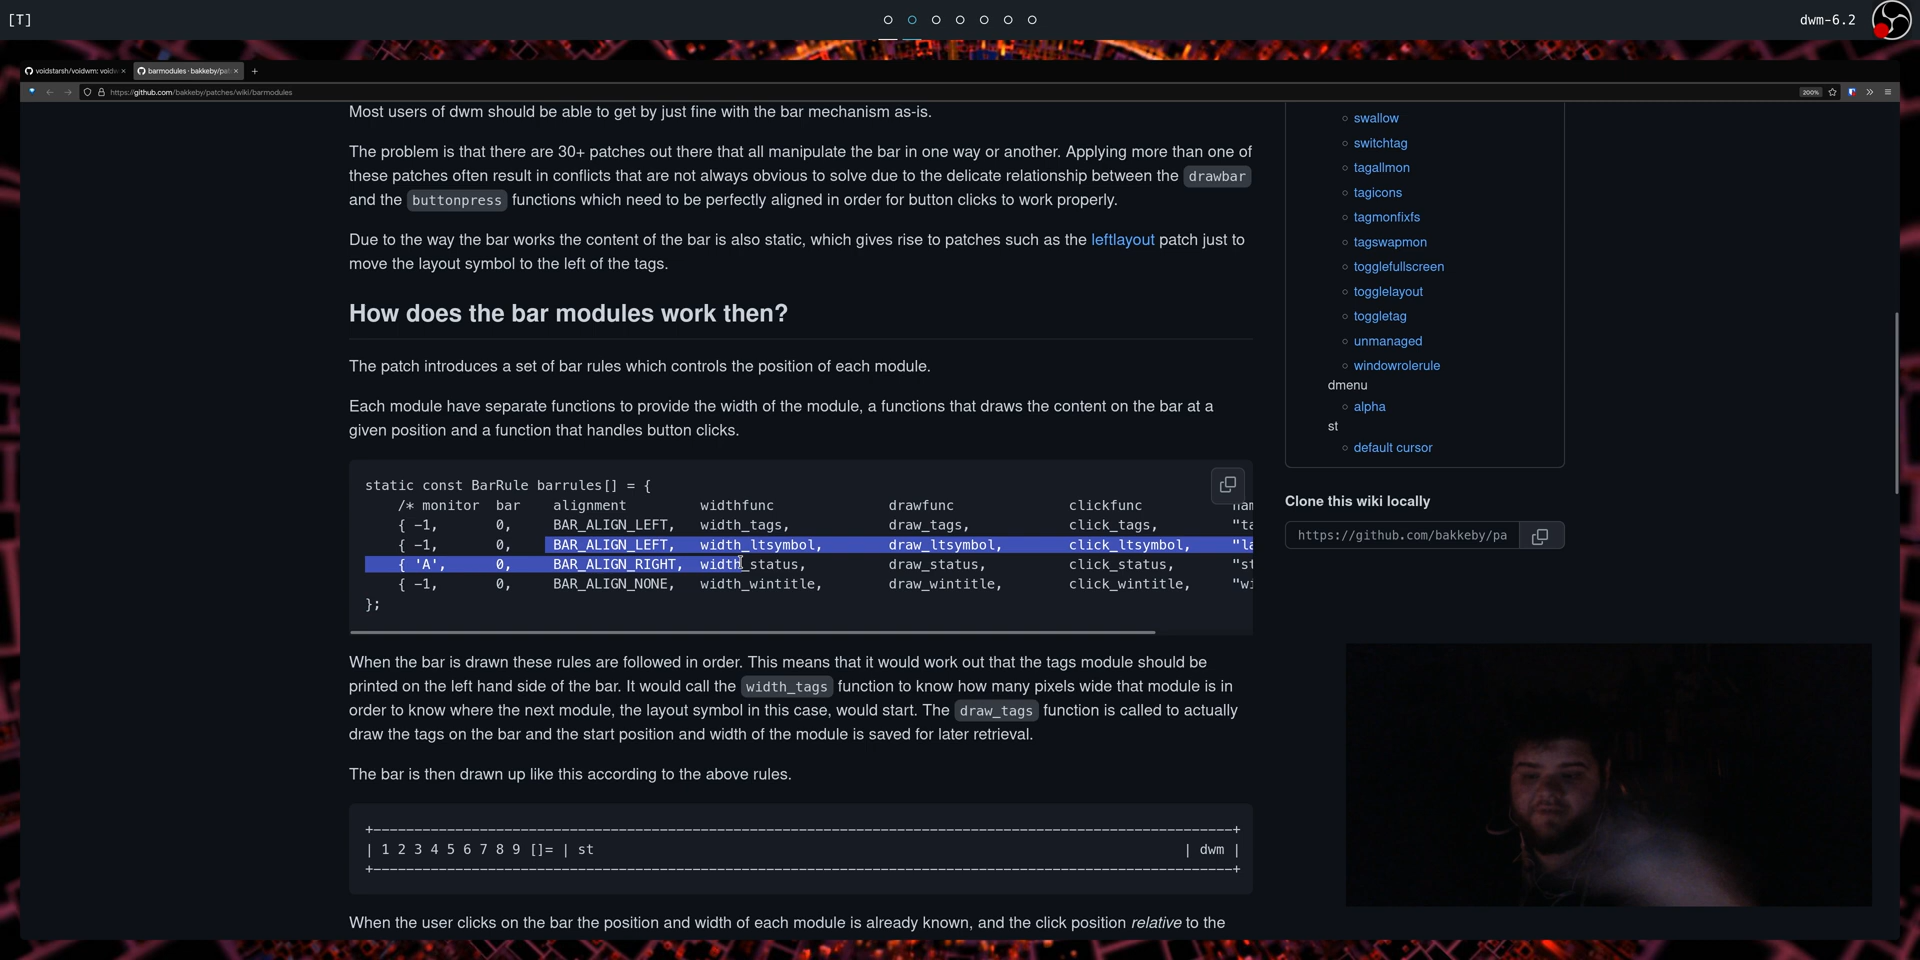 [T]
dwm-6.2
voidstarsh/voidwm: voidw
barmodules · bakkeby/pa
https://github.com/bakkeby/patches/wiki/barmodules
200%
Most users of dwm should be able to get by just fine with the bar mechanism as-is.
The problem is that there are 30+ patches out there that all manipulate the bar in one way or another. Applying more than one of
these patches often result in conflicts that are not always obvious to solve due to the delicate relationship between the drawbar
and the buttonpress functions which need to be perfectly aligned in order for button clicks to work properly.
Due to the way the bar works the content of the bar is also static, which gives rise to patches such as the leftlayout patch just to
move the layout symbol to the left of the tags.
How does the bar modules work then?
The patch introduces a set of bar rules which controls the position of each module.
Each module have separate functions to provide the width of the module, a functions that draws the content on the bar at a
given position and a function that handles button clicks.
static const BarRule barrules[] = {
/* monitor bar alignment widthfunc drawfunc clickfunc nam
{ -1, 0, BAR_ALIGN_LEFT, width_tags, draw_tags, click_tags, "ta
{ -1, 0, BAR_ALIGN_LEFT, width_ltsymbol, draw_ltsymbol, click_ltsymbol, "la
{ 'A', 0, BAR_ALIGN_RIGHT, width_status, draw_status, click_status, "st
{ -1, 0, BAR_ALIGN_NONE, width_wintitle, draw_wintitle, click_wintitle, "wi
};
When the bar is drawn these rules are followed in order. This means that it would work out that the tags module should be
printed on the left hand side of the bar. It would call the width_tags function to know how many pixels wide that module is in
order to know where the next module, the layout symbol in this case, would start. The draw_tags function is called to actually
draw the tags on the bar and the start position and width of the module is saved for later retrieval.
The bar is then drawn up like this according to the above rules.
+---------------------------------------------------------------------------------------------------------+
| 1 2 3 4 5 6 7 8 9 []= | st | dwm |
+---------------------------------------------------------------------------------------------------------+
When the user clicks on the bar the position and width of each module is already known, and the click position relative to the
swallow
switchtag
tagallmon
tagicons
tagmonfixfs
tagswapmon
togglefullscreen
togglelayout
toggletag
unmanaged
windowrolerule
dmenu
alpha
st
default cursor
Clone this wiki locally
https://github.com/bakkeby/pa